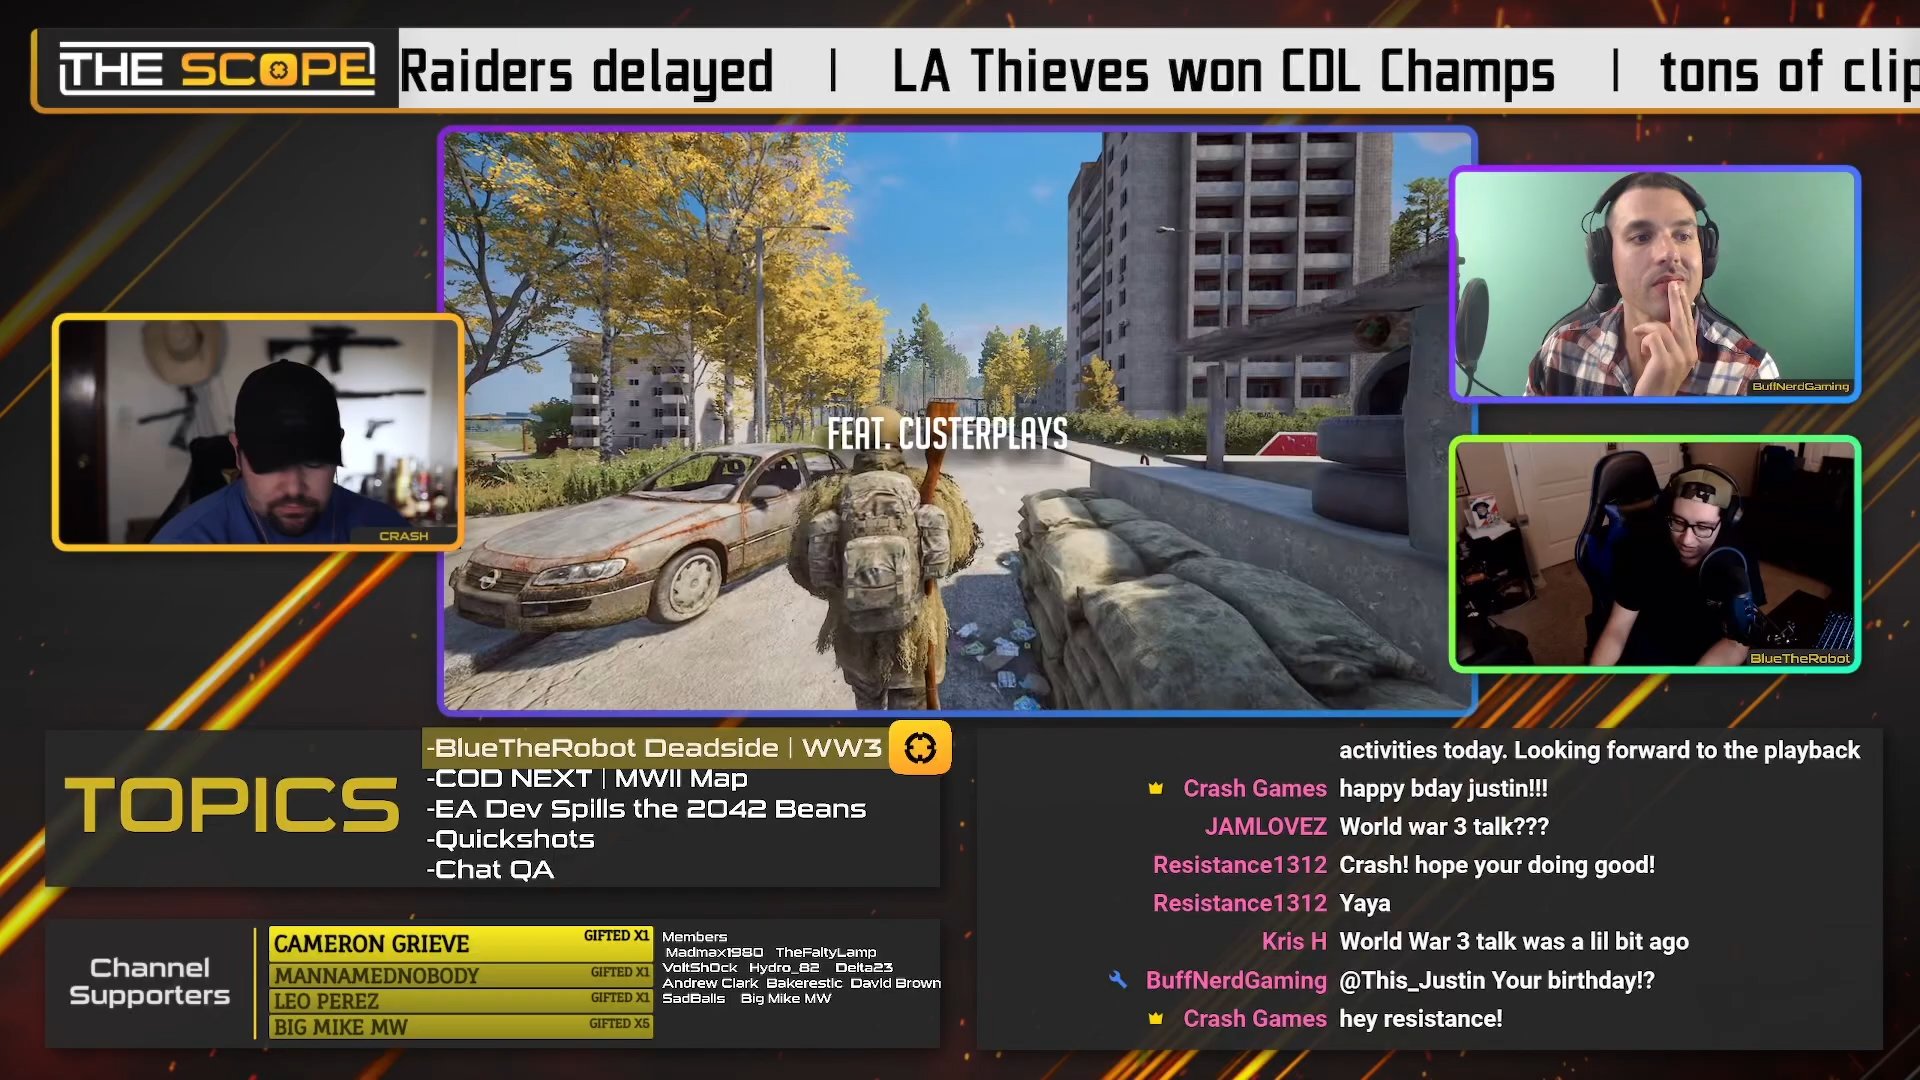 THE SCOPE
Raiders delayed | LA Thieves won CDL Champs | tons of clip
FEAT. CUSTERPLAYS
CRASH
BuffNerdGaming
BlueTheRobot
TOPICS
-BlueTheRobot Deadside | WW3
-COD NEXT | MWII Map
-EA Dev Spills the 2042 Beans
-Quickshots
-Chat QA
Channel
Supporters
CAMERON GRIEVE GIFTED X1
MANNAMEDNOBODY GIFTED X1
LEO PEREZ GIFTED X1
BIG MIKE MW GIFTED X5
Members
Madmax1980 TheFaltyLamp
VoltSh0ck Hydro_82 Delta23
Andrew Clark Bakerestic David Brown
SadBalls Big Mike MW
activities today. Looking forward to the playback
Crash Games happy bday justin!!!
JAMLOVEZ World war 3 talk???
Resistance1312 Crash! hope your doing good!
Resistance1312 Yaya
Kris H World War 3 talk was a lil bit ago
BuffNerdGaming @This_Justin Your birthday!?
Crash Games hey resistance!